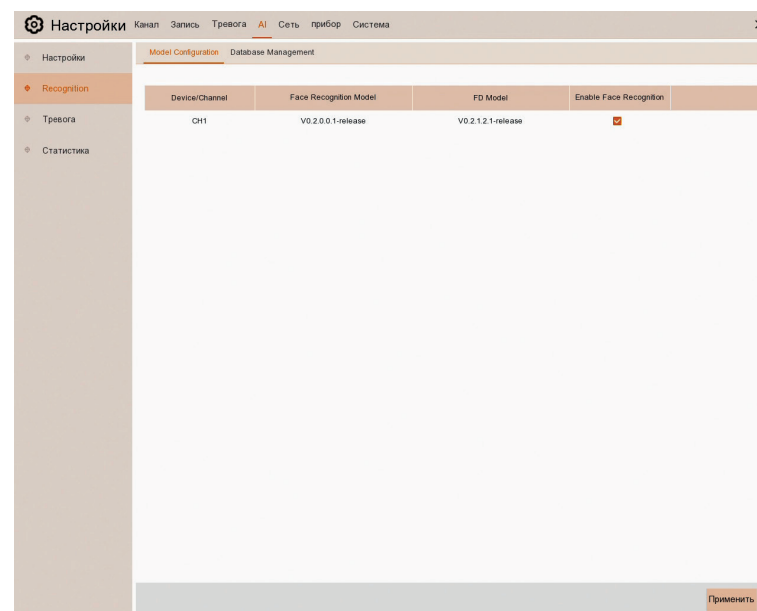 Настройки Канал Запись Тревога AI Сеть прибор Система
Настройки
Recognition
Тревога
Статистика
Model Configuration Database Management
Device/Channel Face Recognition Model FD Model Enable Face Recognition
CH1 V0.2.0.0.1-release V0.2.1.2.1-release
Применить